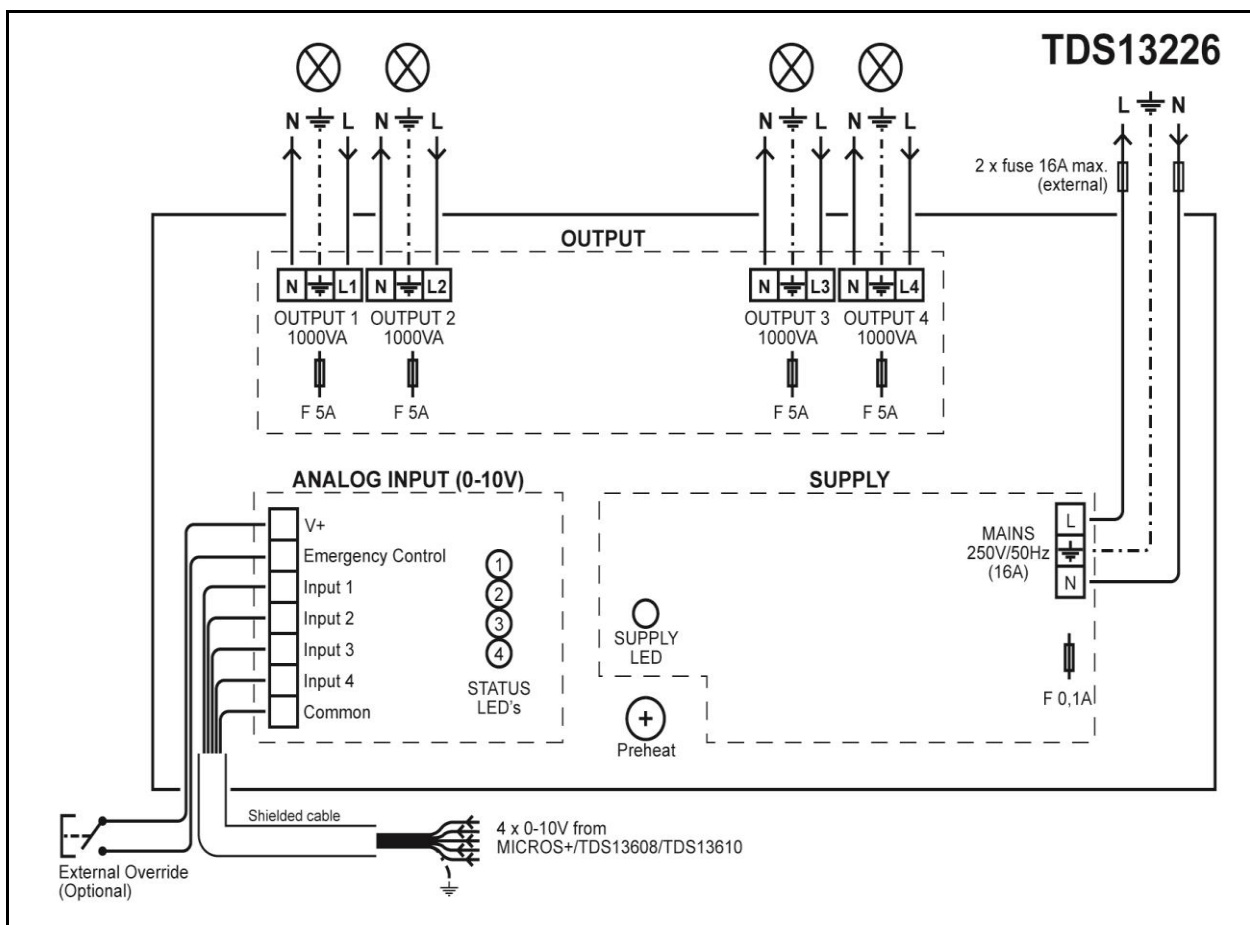 TDS13226
N L N L
N L N L
L N
2 x fuse 16A max.
(external)
OUTPUT
N L1 N L2
N L3 N L4
OUTPUT 1
1000VA
OUTPUT 2
1000VA
OUTPUT 3
1000VA
OUTPUT 4
1000VA
F 5A
F 5A
F 5A
F 5A
ANALOG INPUT (0-10V)
V+
Emergency Control
Input 1
Input 2
Input 3
Input 4
Common
1
2
3
4
STATUS
LED's
SUPPLY
L
N
MAINS
250V/50Hz
(16A)
SUPPLY
LED
F 0,1A
Preheat
Shielded cable
4 x 0-10V from
MICROS+/TDS13608/TDS13610
External Override
(Optional)